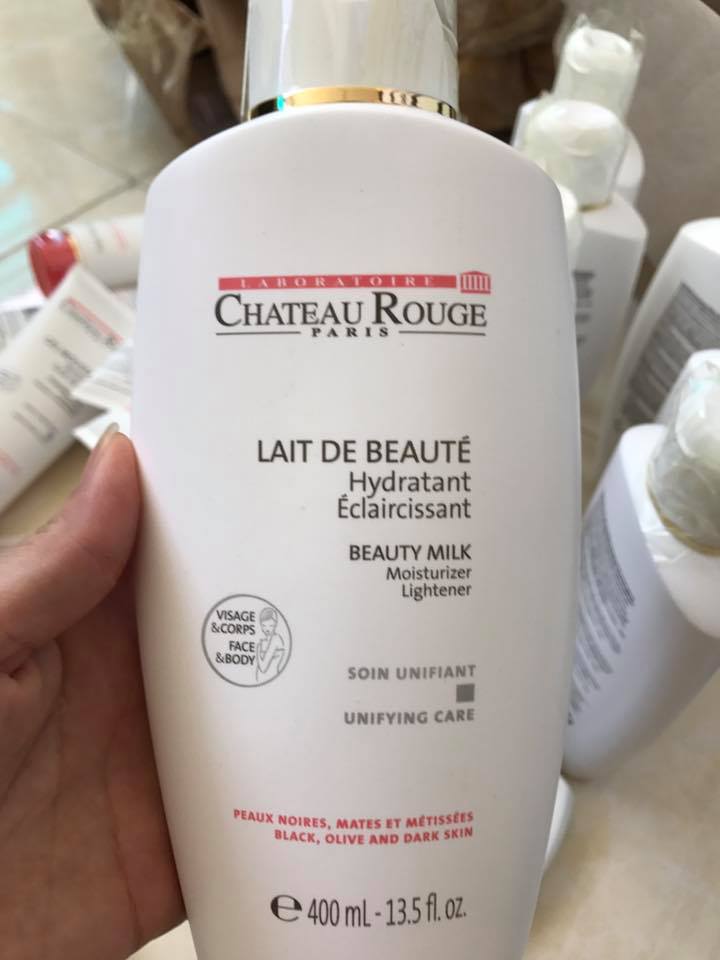 LABORATOIRE
CHATEAU ROUGE
PARIS
LAIT DE BEAUTÉ
Hydratant
Éclaircissant
BEAUTY MILK
Moisturizer
Lightener
VISAGE
&CORPS
FACE
&BODY
SOIN UNIFIANT
UNIFYING CARE
PEAUX NOIRES, MATES ET MÉTISSÉES
BLACK, OLIVE AND DARK SKIN
℮ 400 mL - 13.5 fl. oz.